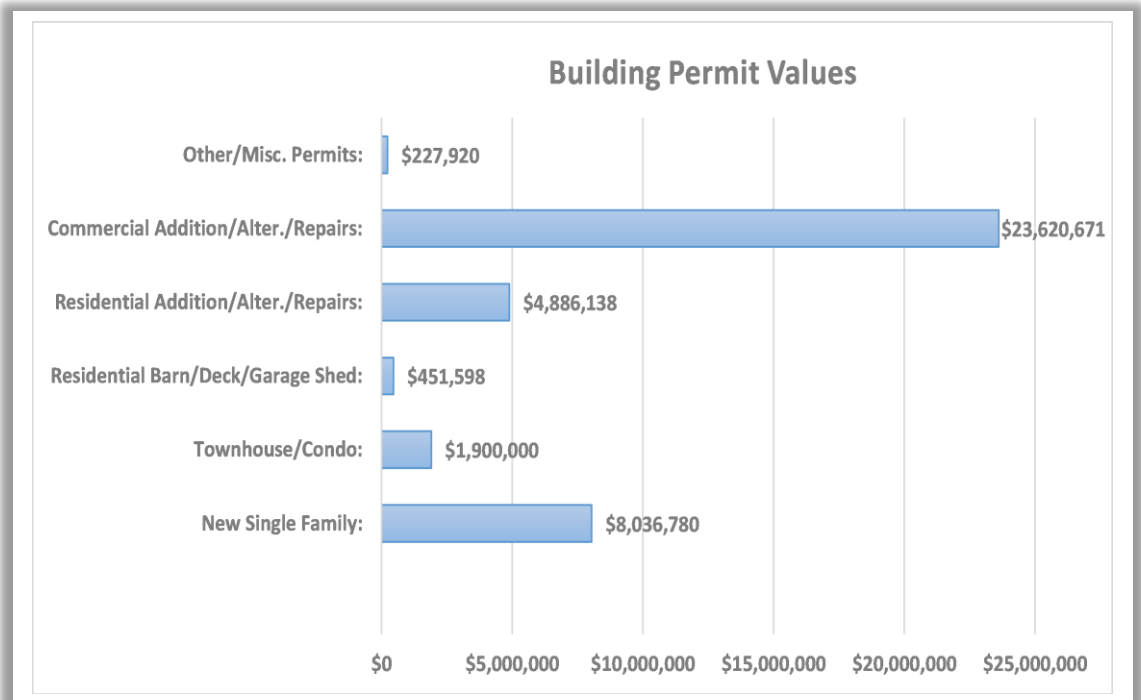 Building Permit Values
Other/Misc. Permits: $227,920
Commercial Addition/Alter./Repairs: $23,620,671
Residential Addition/Alter./Repairs: $4,886,138
Residential Barn/Deck/Garage Shed: $451,598
Townhouse/Condo: $1,900,000
New Single Family: $8,036,780
$0 $5,000,000 $10,000,000 $15,000,000 $20,000,000 $25,000,000